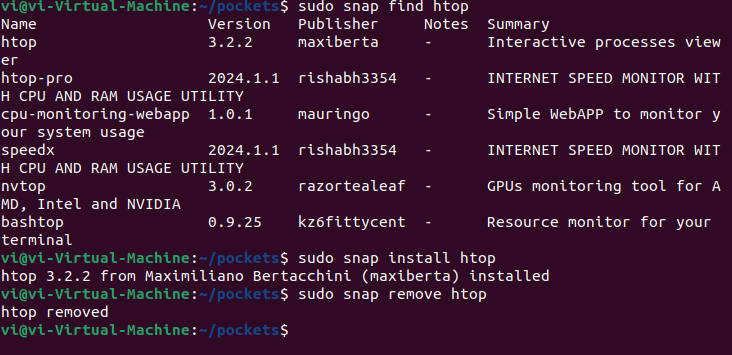 vi@vi-Virtual-Machine:~/pockets$ sudo snap find htop
Name                   Version    Publisher       Notes  Summary
htop                   3.2.2      maxiberta       -      Interactive processes view
er
htop-pro               2024.1.1   rishabh3354     -      INTERNET SPEED MONITOR WIT
H CPU AND RAM USAGE UTILITY
cpu-monitoring-webapp  1.0.1      mauringo        -      Simple WebAPP to monitor y
our system usage
speedx                 2024.1.1   rishabh3354     -      INTERNET SPEED MONITOR WIT
H CPU AND RAM USAGE UTILITY
nvtop                  3.0.2      razortealeaf    -      GPUs monitoring tool for A
MD, Intel and NVIDIA
bashtop                0.9.25     kz6fittycent    -      Resource monitor for your
terminal
vi@vi-Virtual-Machine:~/pockets$ sudo snap install htop
htop 3.2.2 from Maximiliano Bertacchini (maxiberta) installed
vi@vi-Virtual-Machine:~/pockets$ sudo snap remove htop
htop removed
vi@vi-Virtual-Machine:~/pockets$